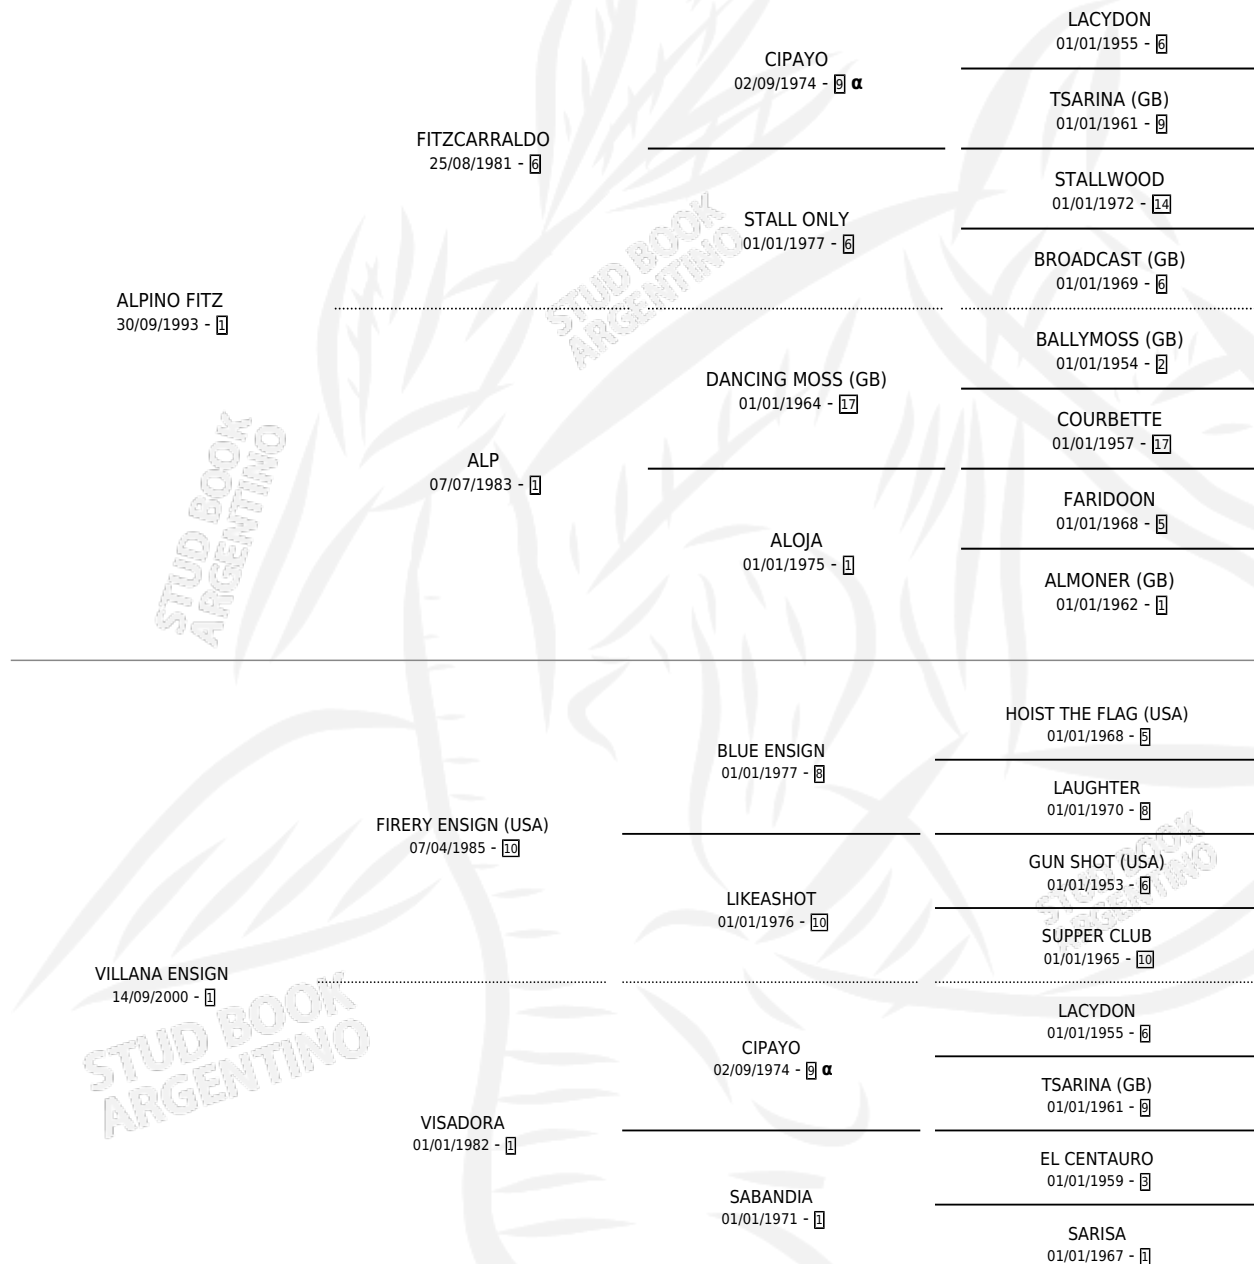 LACYDON
01/01/1955 - 6
CIPAYO
02/09/1974 - 9 α
TSARINA (GB)
01/01/1961 - 9
FITZCARRALDO
25/08/1981 - 6
STALLWOOD
01/01/1972 - 14
STALL ONLY
01/01/1977 - 6
BROADCAST (GB)
01/01/1969 - 6
ALPINO FITZ
30/09/1993 - 1
STUD BOOK
ARGENTINO
BALLYMOSS (GB)
01/01/1954 - 2
DANCING MOSS (GB)
01/01/1964 - 17
COURBETTE
01/01/1957 - 17
ALP
07/07/1983 - 1
FARIDOON
01/01/1968 - 5
STUD BOOK
ARGENTINO
ALOJA
01/01/1975 - 1
ALMONER (GB)
01/01/1962 - 1
HOIST THE FLAG (USA)
01/01/1968 - 5
BLUE ENSIGN
01/01/1977 - 8
LAUGHTER
01/01/1970 - 8
FIRERY ENSIGN (USA)
07/04/1985 - 10
GUN SHOT (USA)
01/01/1953 - 6
STUD BOOK
ARGENTINO
LIKEASHOT
01/01/1976 - 10
SUPPER CLUB
01/01/1965 - 10
VILLANA ENSIGN
14/09/2000 - 1
STUD BOOK
ARGENTINO
LACYDON
01/01/1955 - 6
CIPAYO
02/09/1974 - 9 α
TSARINA (GB)
01/01/1961 - 9
VISADORA
01/01/1982 - 1
EL CENTAURO
01/01/1959 - 3
SABANDIA
01/01/1971 - 1
SARISA
01/01/1967 - 1